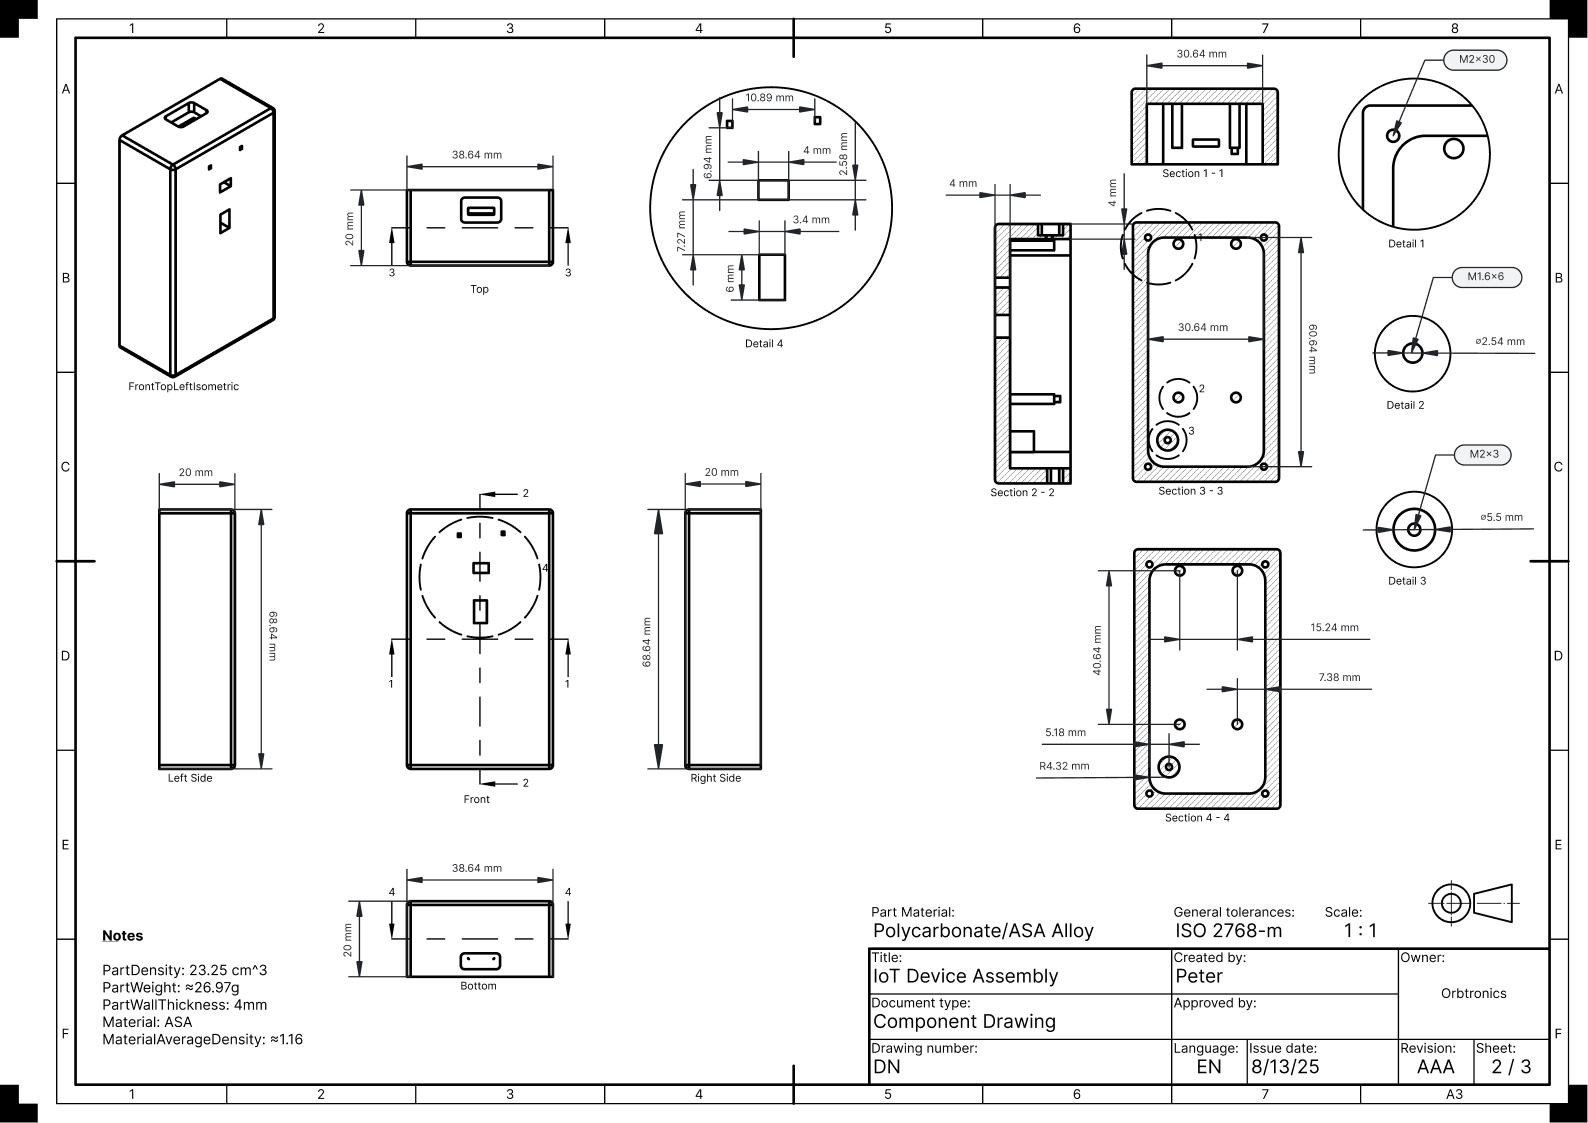 1 2 3 4 5 6 7 8
A A
B B
C C
D D
E E
F F
1 2 3 4 5 6 7 A3
FrontTopLeftIsometric
38.64 mm
20 mm
3 3
Top
10.89 mm
6.94 mm
4 mm
2.58 mm
7.27 mm
3.4 mm
6 mm
Detail 4
30.64 mm
Section 1 - 1
4 mm
Section 2 - 2
4 mm
1
30.64 mm
60.64 mm
2
3
Section 3 - 3
M2×30
Detail 1
M1.6×6
⌀2.54 mm
Detail 2
M2×3
⌀5.5 mm
Detail 3
20 mm
68.64 mm
Left Side
2
4
1 1
2
Front
20 mm
68.64 mm
Right Side
40.64 mm
15.24 mm
7.38 mm
5.18 mm
R4.32 mm
Section 4 - 4
38.64 mm
4 4
20 mm
Bottom
Notes
PartDensity: 23.25 cm^3
PartWeight: ≈26.97g
PartWallThickness: 4mm
Material: ASA
MaterialAverageDensity: ≈1.16
Part Material:
Polycarbonate/ASA Alloy
General tolerances:
ISO 2768-m
Scale:
1 : 1
Title:
IoT Device Assembly
Created by:
Peter
Owner:
Orbtronics
Document type:
Component Drawing
Approved by:
Drawing number:
DN
Language:
EN
Issue date:
8/13/25
Revision:
AAA
Sheet:
2 / 3